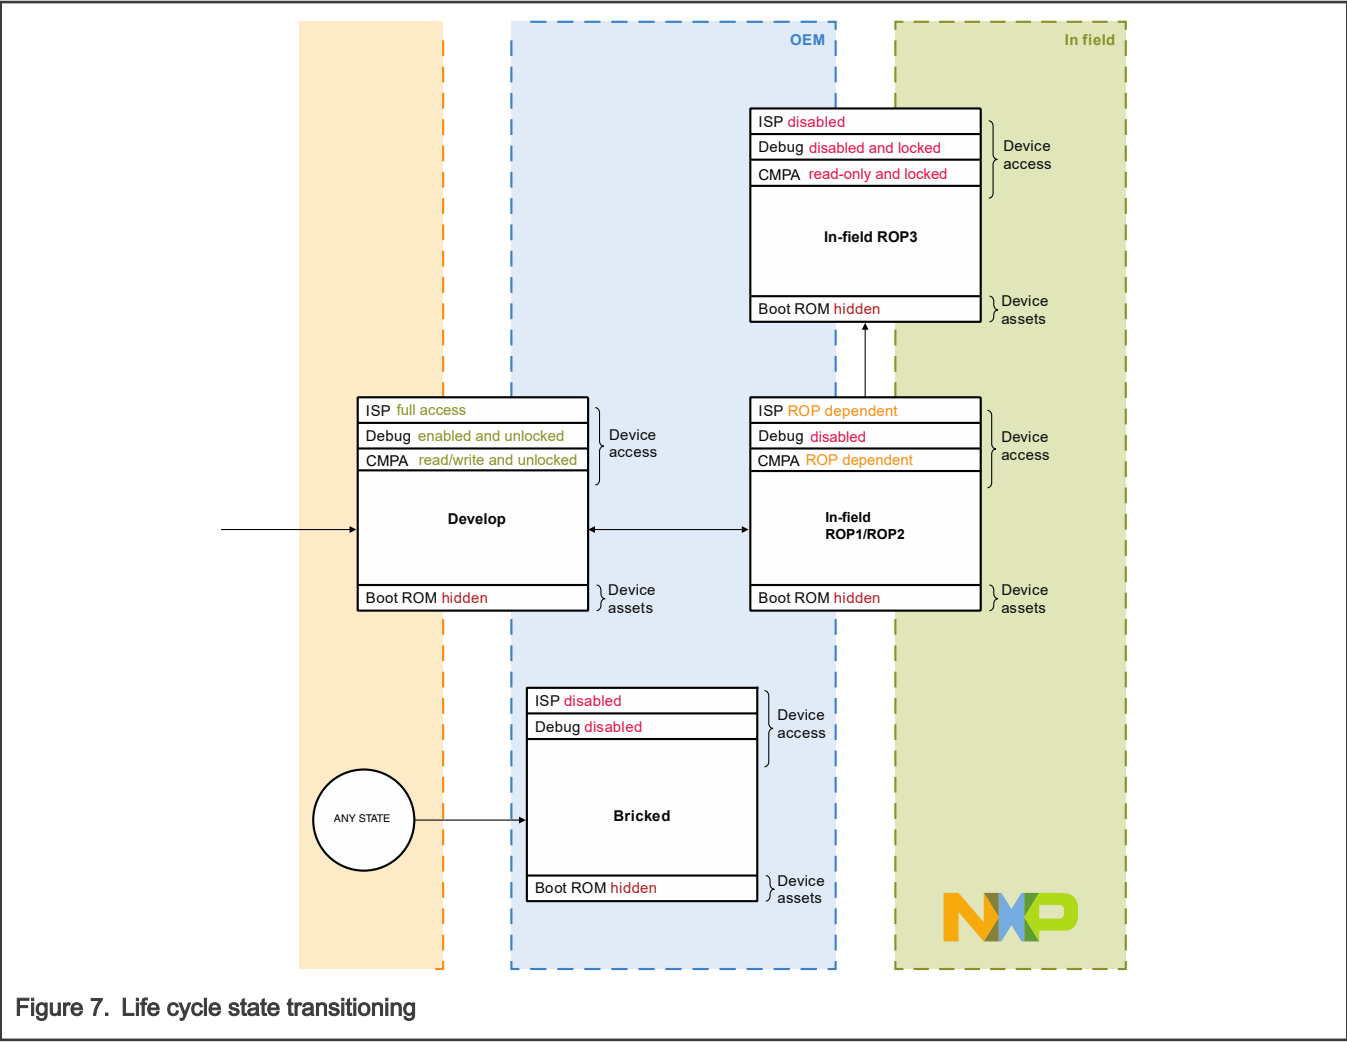 OEM
In field
ISP disabled
Debug disabled and locked
CMPA read-only and locked
Device
access
In-field ROP3
Boot ROM hidden
Device
assets
ISP full access
Debug enabled and unlocked
CMPA read/write and unlocked
Device
access
Develop
Boot ROM hidden
Device
assets
ISP ROP dependent
Debug disabled
CMPA ROP dependent
Device
access
In-field
ROP1/ROP2
Boot ROM hidden
Device
assets
ISP disabled
Debug disabled
Device
access
ANY STATE
Bricked
Boot ROM hidden
Device
assets
NXP
Figure 7. Life cycle state transitioning